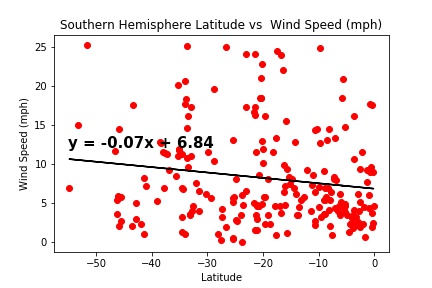 Southern Hemisphere Latitude vs  Wind Speed (mph)
25
20
15
10
5
0
Wind Speed (mph)
y = -0.07x + 6.84
−50 −40 −30 −20 −10 0
Latitude